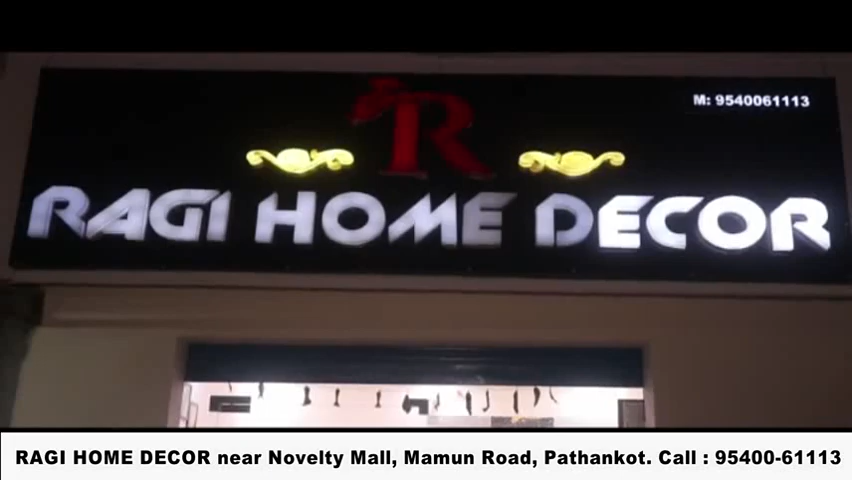 R
M: 9540061113
RAGI HOME DECOR
RAGI HOME DECOR near Novelty Mall, Mamun Road, Pathankot. Call : 95400-61113